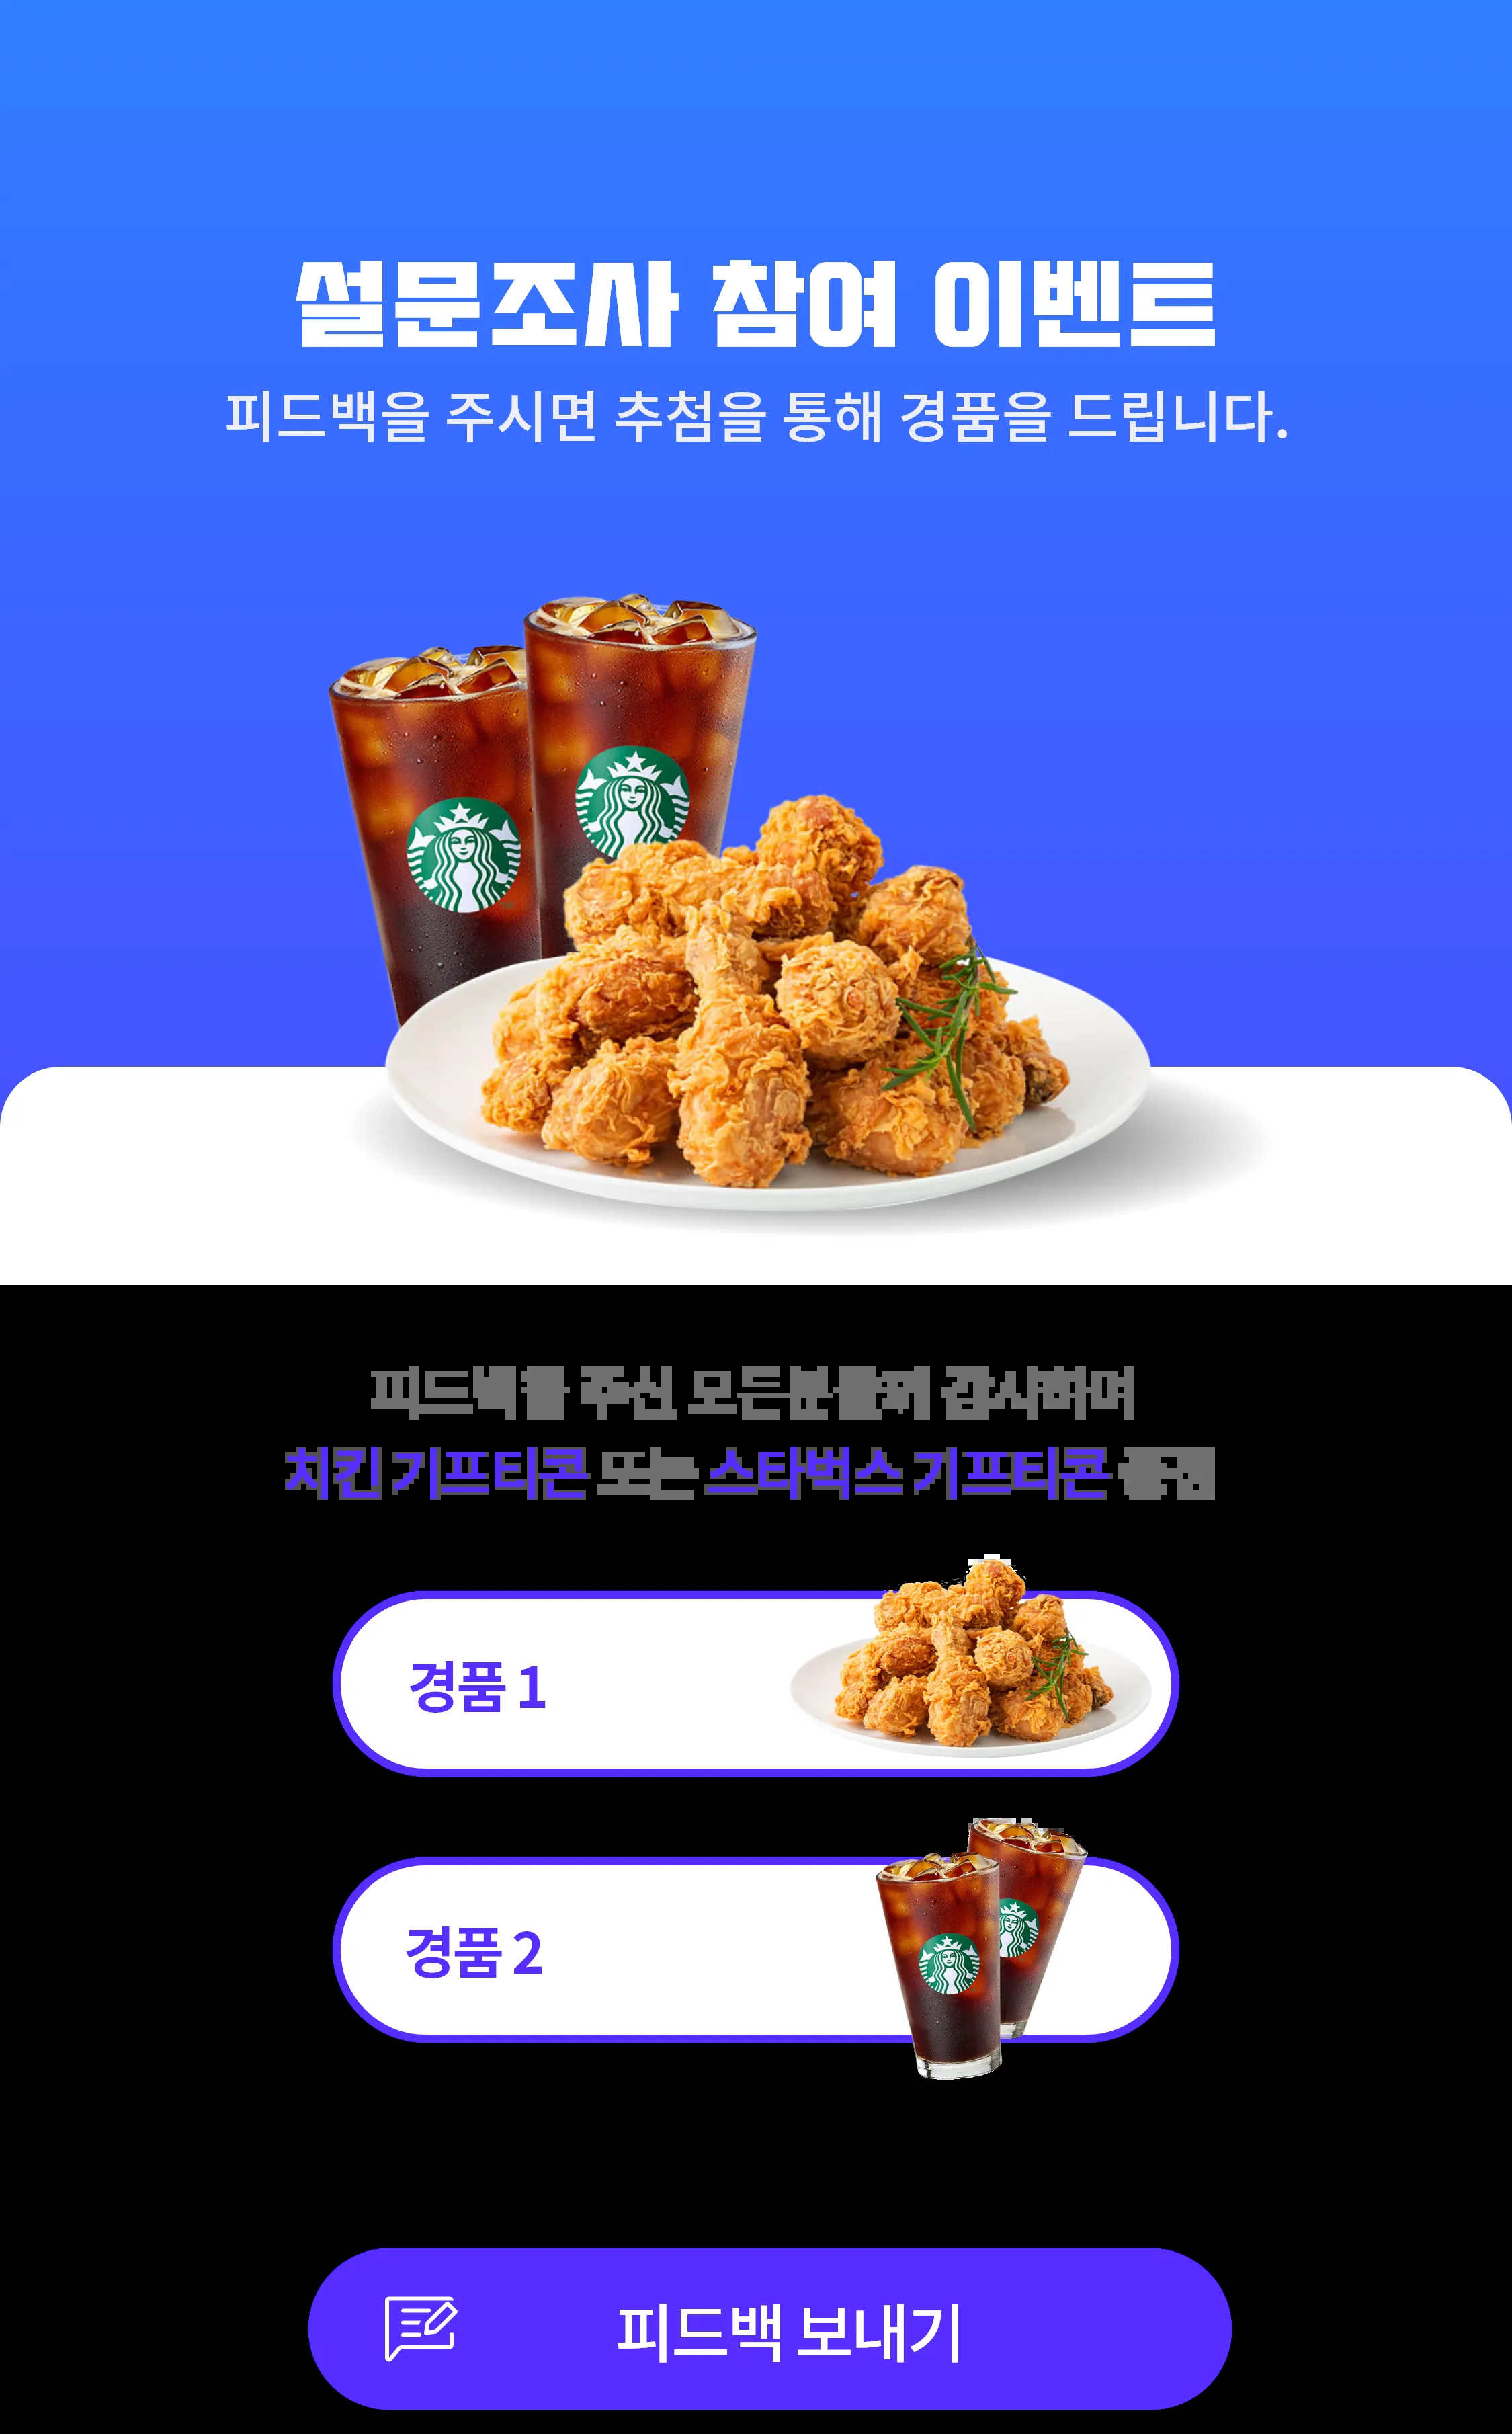 설문조사 참여 이벤트
피드백을 주시면 추첨을 통해 경품을 드립니다.
피드백을 주신 모든분들께 감사하며
치킨 기프티콘 또는 스타벅스 기프티콘
경품 1
경품 2
피드백 보내기